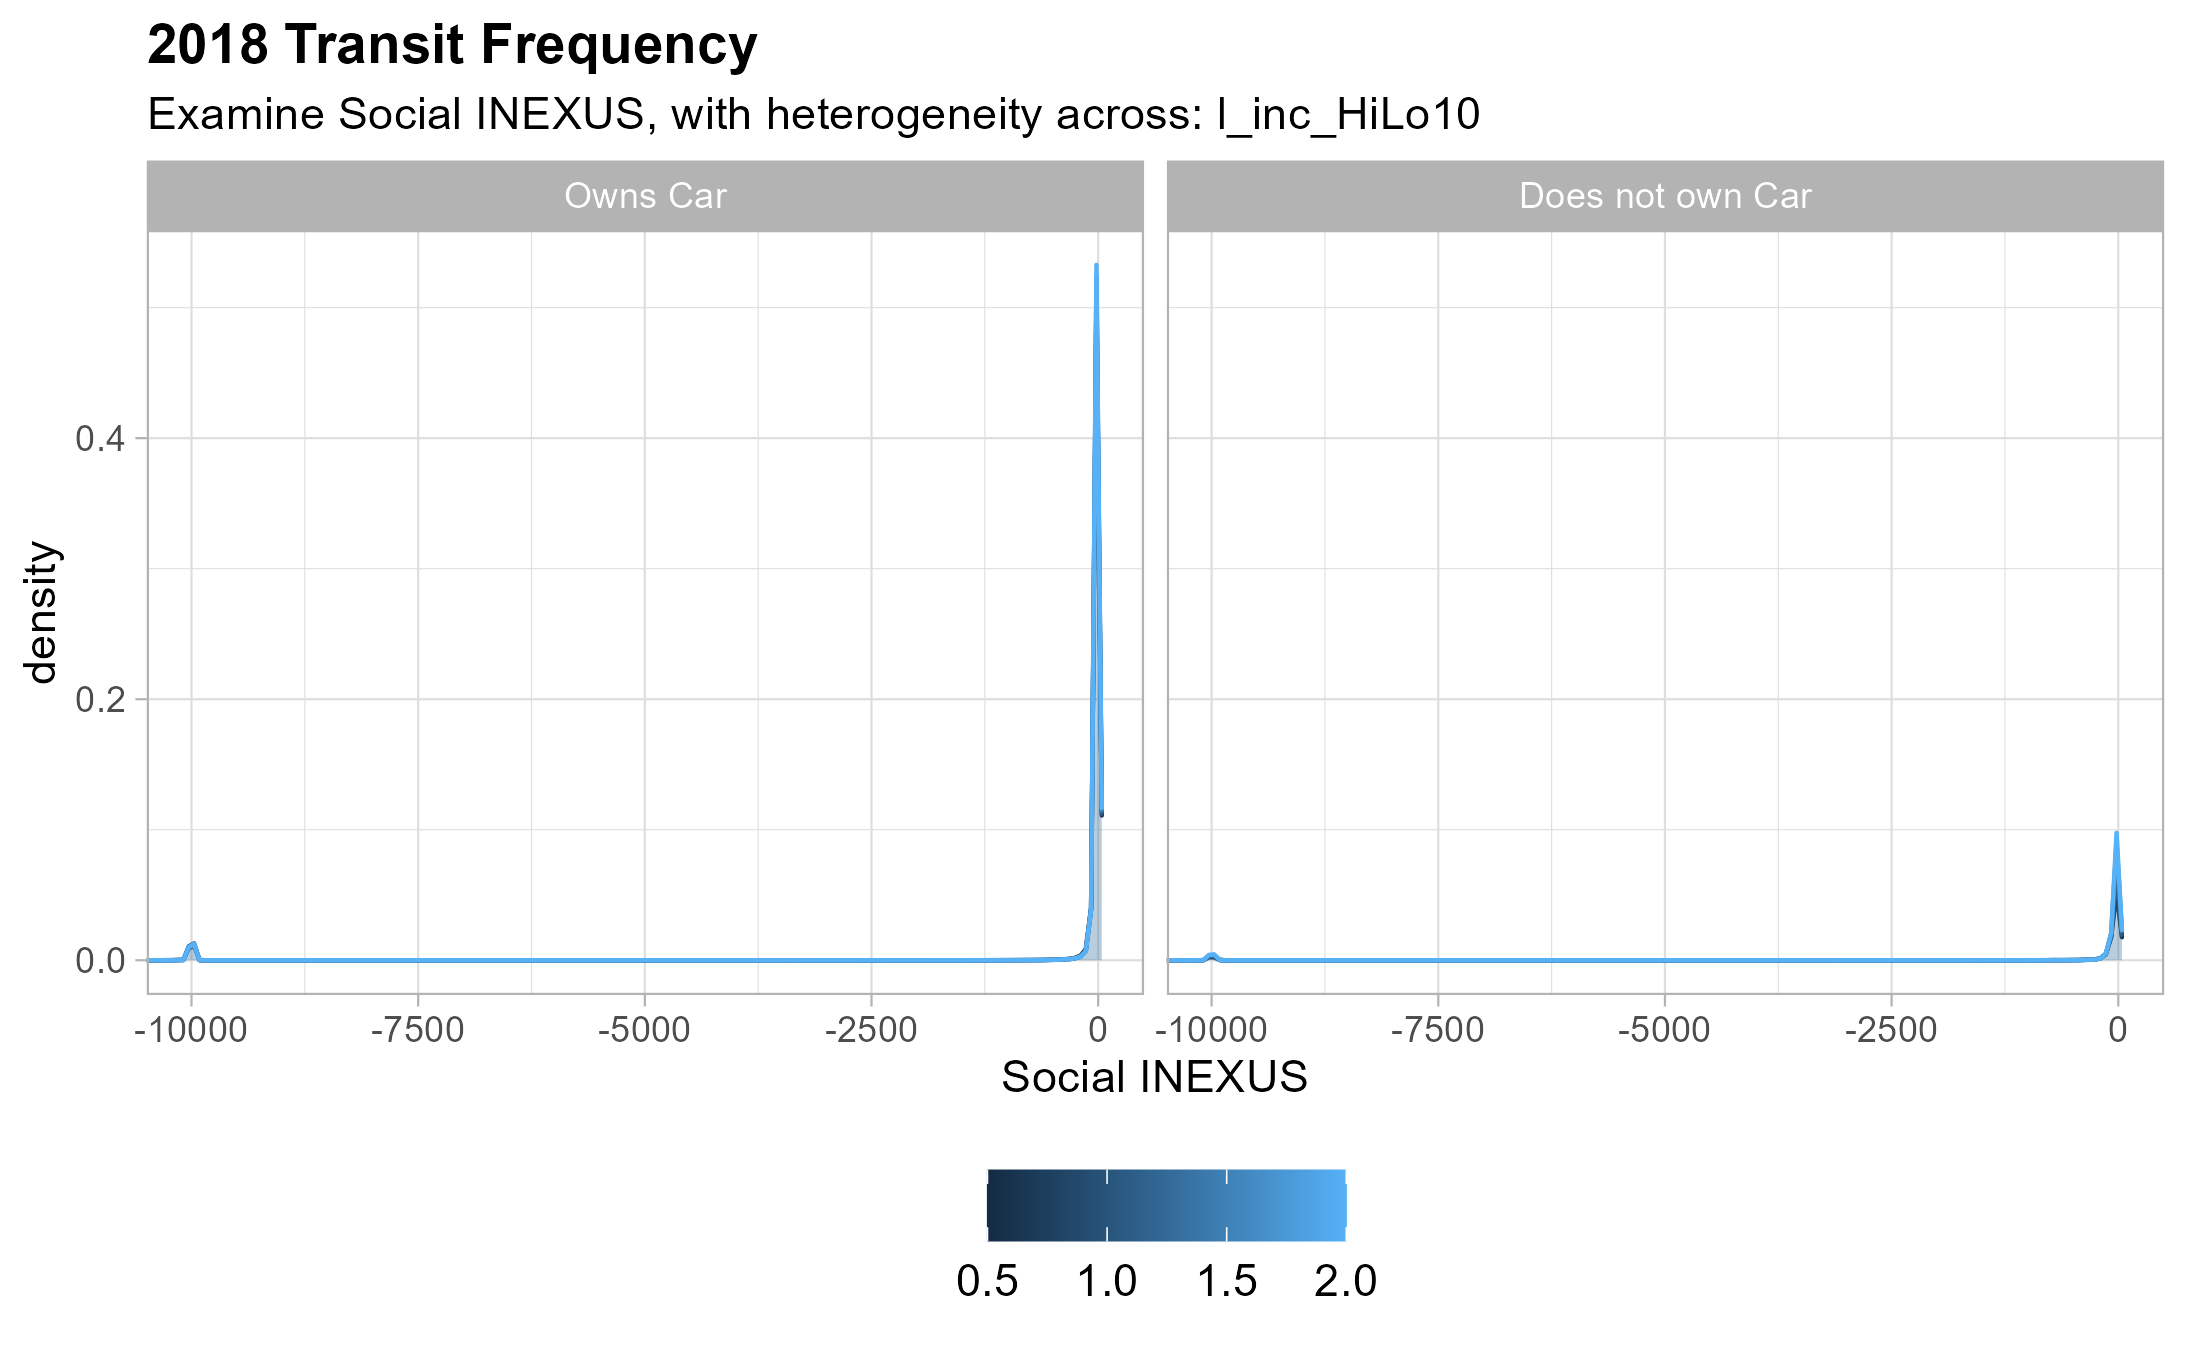 2018 Transit Frequency
Examine Social INEXUS, with heterogeneity across: l_inc_HiLo10
Owns Car
Does not own Car
density
0.4
0.2
0.0
-10000 -7500 -5000 -2500 0
-10000 -7500 -5000 -2500 0
Social INEXUS
0.5 1.0 1.5 2.0